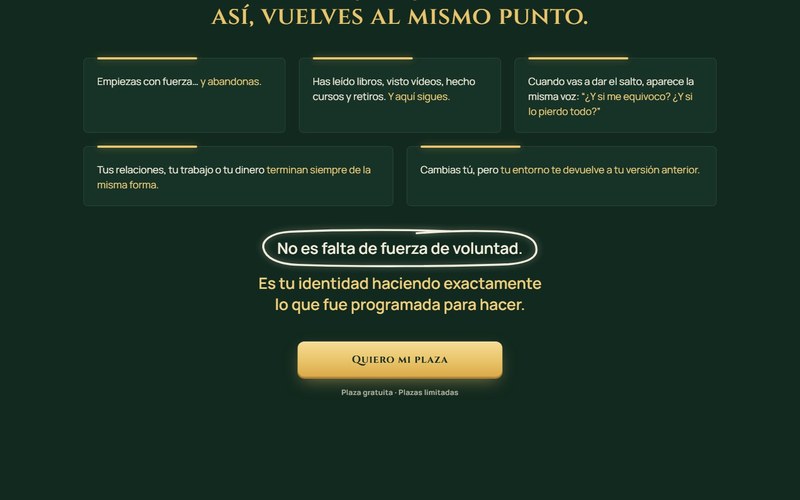 ASÍ, VUELVES AL MISMO PUNTO.
Empiezas con fuerza... y abandonas.
Has leído libros, visto vídeos, hecho
cursos y retiros. Y aquí sigues.
Cuando vas a dar el salto, aparece la
misma voz: “¿Y si me equivoco? ¿Y si
lo pierdo todo?”
Tus relaciones, tu trabajo o tu dinero terminan siempre de la
misma forma.
Cambias tú, pero tu entorno te devuelve a tu versión anterior.
No es falta de fuerza de voluntad.
Es tu identidad haciendo exactamente
lo que fue programada para hacer.
Quiero mi plaza
Plaza gratuita · Plazas limitadas